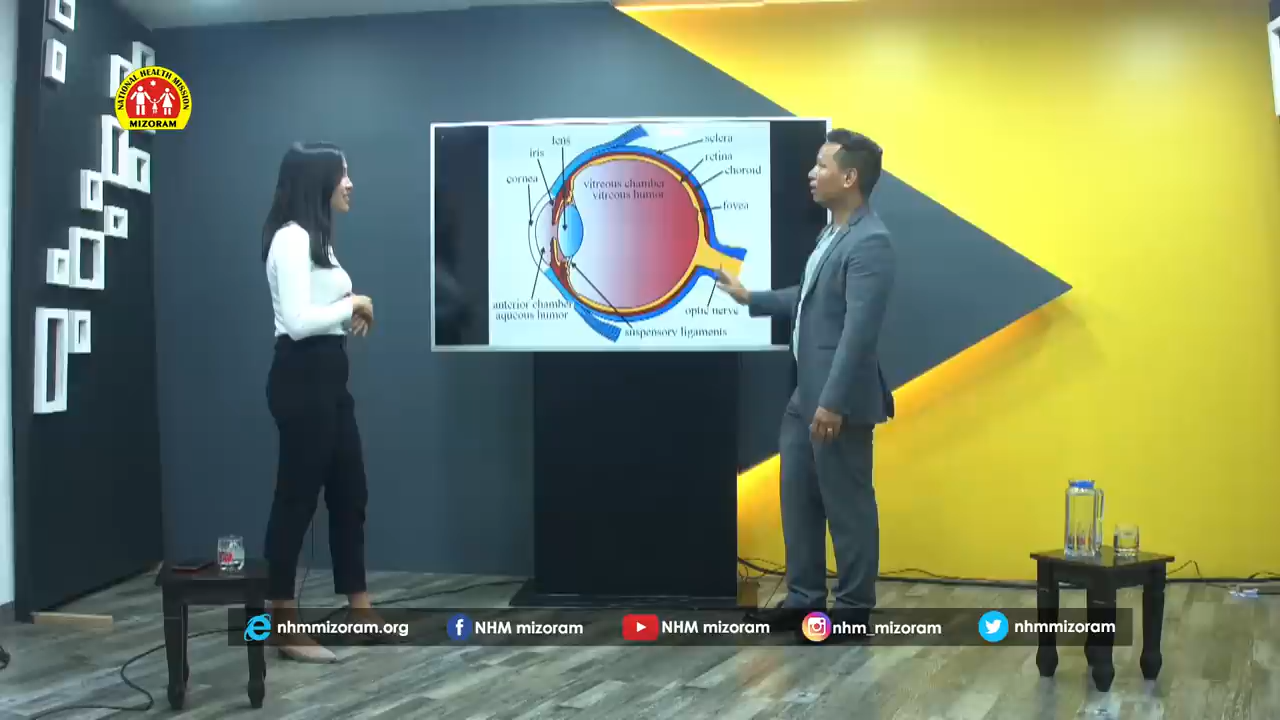 NATIONAL HEALTH MISSION
MIZORAM
lens
iris
cornea
sclera
retina
choroid
fovea
vitreous chamber
vitreous humor
anterior chamber
aqueous humor
optic nerve
suspensory ligaments
nhmmizoram.org
NHM mizoram
NHM mizoram
nhm_mizoram
nhmmizoram